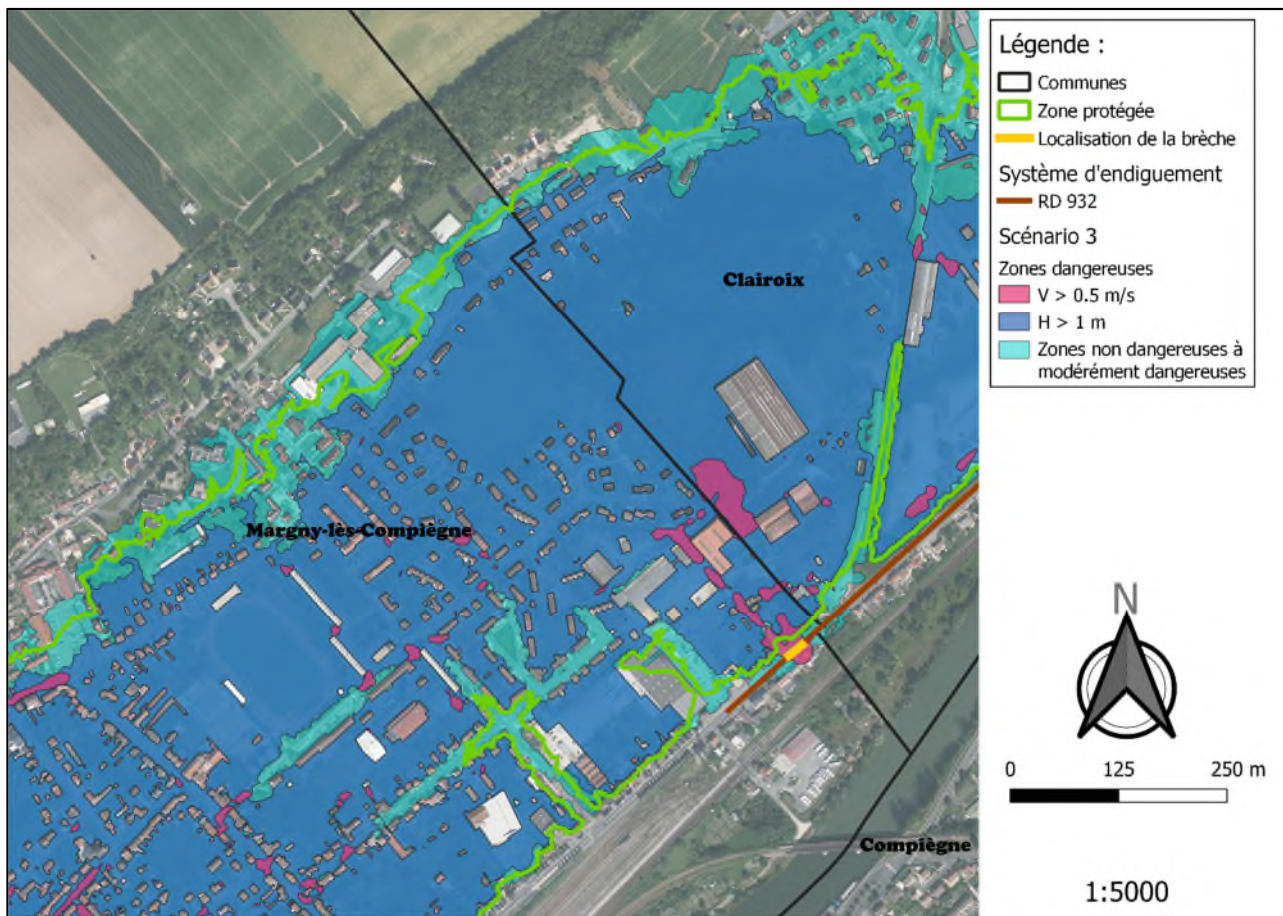 Légende :
Communes
Zone protégée
Localisation de la brèche
Système d'endiguement
RD 932
Scénario 3
Zones dangereuses
V > 0.5 m/s
H > 1 m
Zones non dangereuses à
modérément dangereuses
Clairoix
Margny-lès-Compiègne
Compiègne
N
0 125 250 m
1:5000